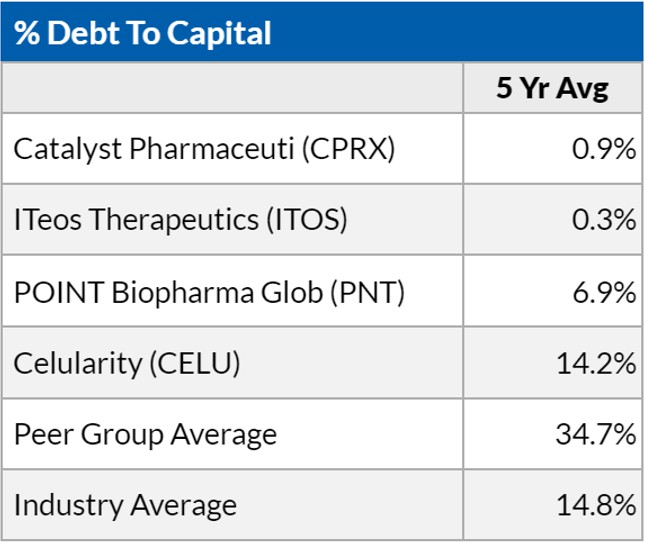 % Debt To Capital
5 Yr Avg
Catalyst Pharmaceuti (CPRX) 0.9%
ITeos Therapeutics (ITOS) 0.3%
POINT Biopharma Glob (PNT) 6.9%
Celularity (CELU) 14.2%
Peer Group Average 34.7%
Industry Average 14.8%